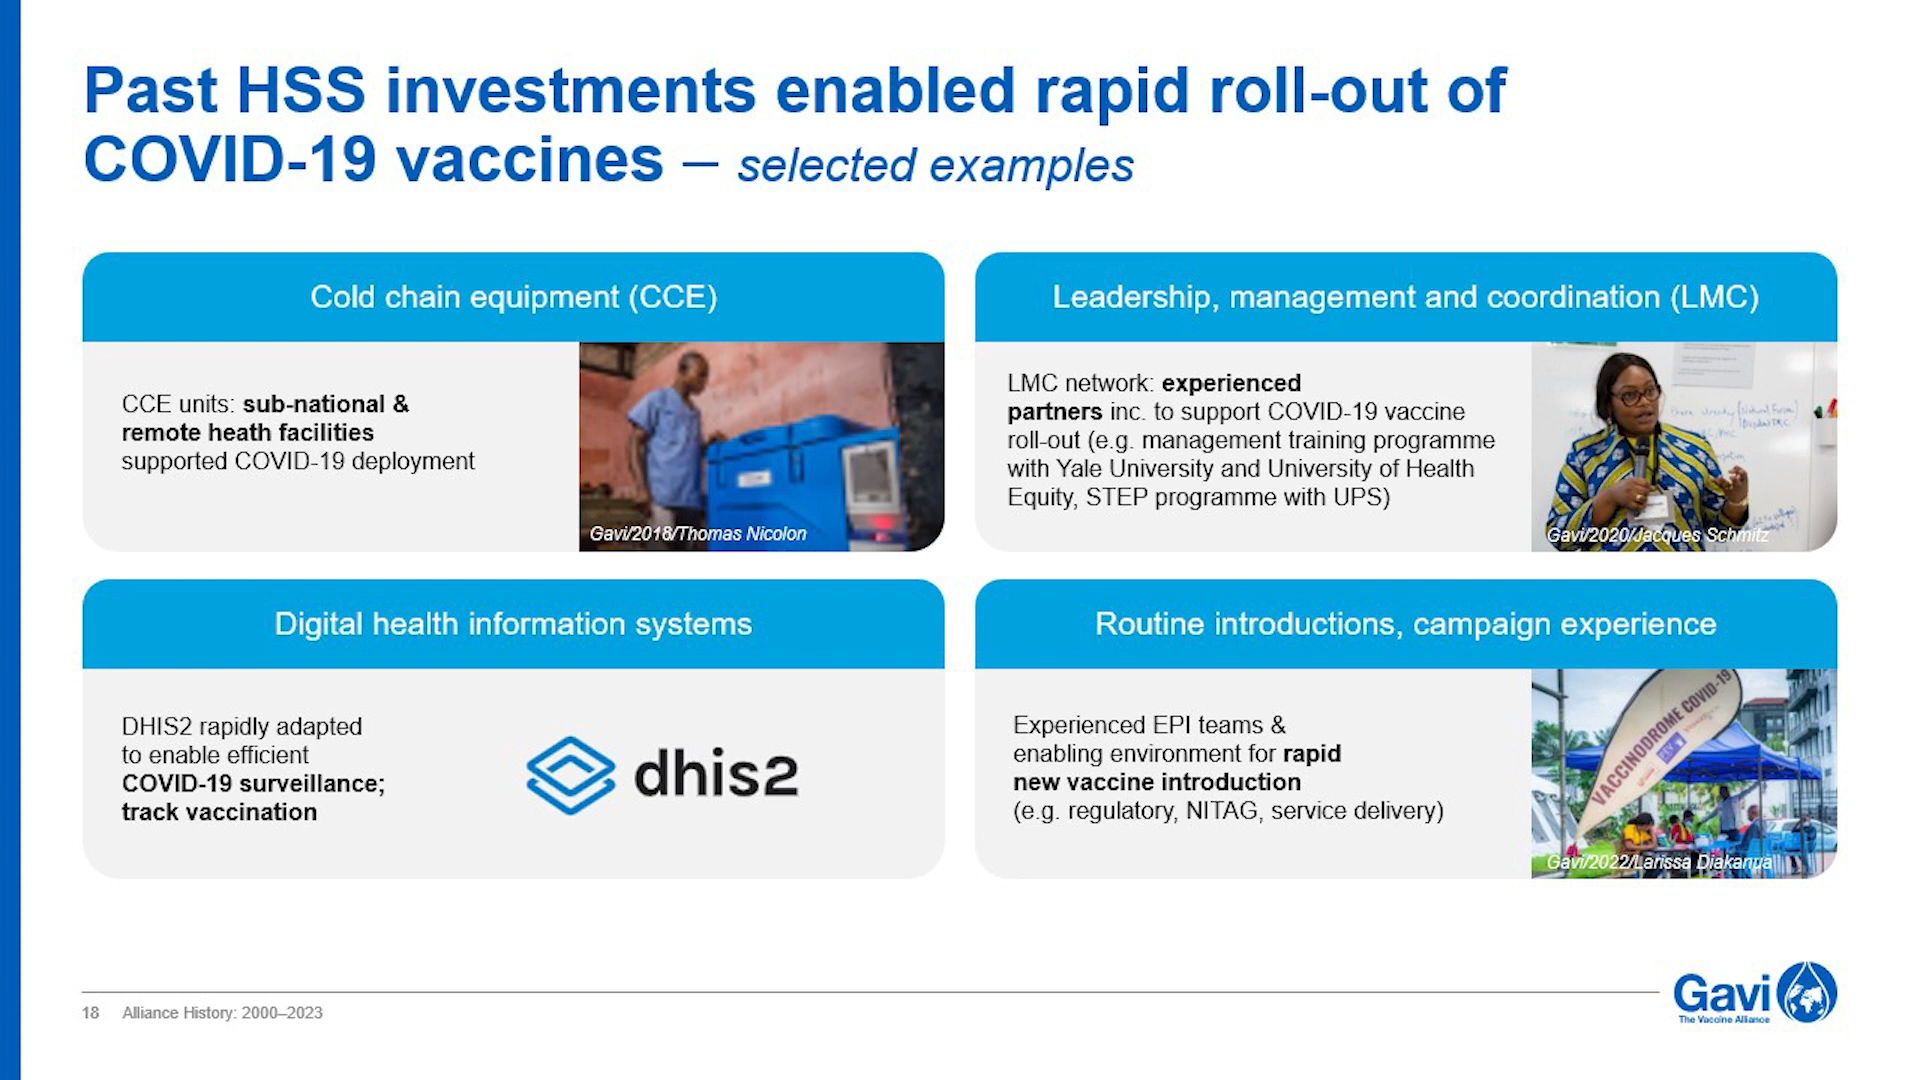 Past HSS investments enabled rapid roll-out of
COVID-19 vaccines – selected examples
Cold chain equipment (CCE)
CCE units: sub-national &
remote heath facilities
supported COVID-19 deployment
Gavi/2018/Thomas Nicolon
Leadership, management and coordination (LMC)
LMC network: experienced
partners inc. to support COVID-19 vaccine
roll-out (e.g. management training programme
with Yale University and University of Health
Equity, STEP programme with UPS)
Gavi/2020/Jacques Schmitz
Digital health information systems
DHIS2 rapidly adapted
to enable efficient
COVID-19 surveillance;
track vaccination
dhis2
Routine introductions, campaign experience
Experienced EPI teams &
enabling environment for rapid
new vaccine introduction
(e.g. regulatory, NITAG, service delivery)
VACCINODROME COVID-19
Gavi/2022/Larissa Diakanua
18 Alliance History: 2000–2023
Gavi
The Vaccine Alliance